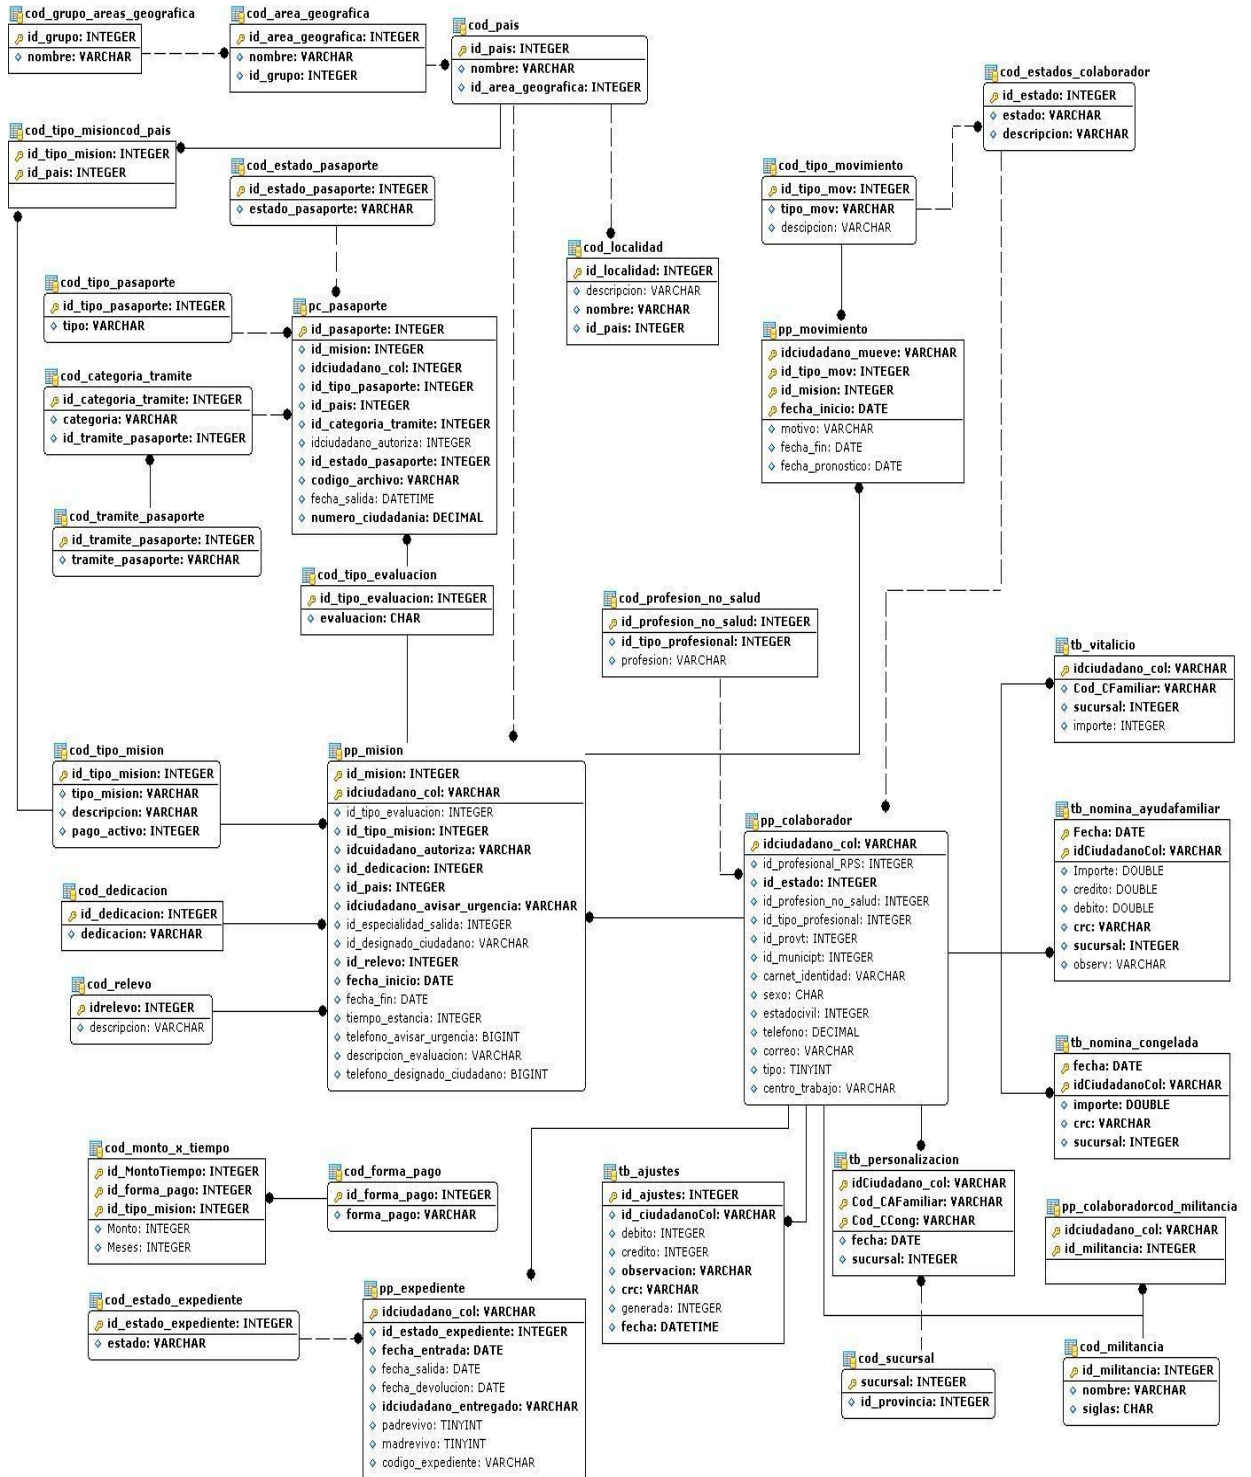 cod_grupo_areas_geografica
id_grupo: INTEGER
nombre: VARCHAR
cod_area_geografica
id_area_geografica: INTEGER
nombre: VARCHAR
id_grupo: INTEGER
cod_pais
id_pais: INTEGER
nombre: VARCHAR
id_area_geografica: INTEGER
cod_estados_colaborador
id_estado: INTEGER
estado: VARCHAR
descripcion: VARCHAR
cod_tipo_misioncod_pais
id_tipo_mision: INTEGER
id_pais: INTEGER
cod_estado_pasaporte
id_estado_pasaporte: INTEGER
estado_pasaporte: VARCHAR
cod_tipo_movimiento
id_tipo_mov: INTEGER
tipo_mov: VARCHAR
descipcion: VARCHAR
cod_localidad
id_localidad: INTEGER
descripcion: VARCHAR
nombre: VARCHAR
id_pais: INTEGER
cod_tipo_pasaporte
id_tipo_pasaporte: INTEGER
tipo: VARCHAR
pc_pasaporte
id_pasaporte: INTEGER
id_mision: INTEGER
idciudadano_col: INTEGER
id_tipo_pasaporte: INTEGER
id_pais: INTEGER
id_categoria_tramite: INTEGER
idciudadano_autoriza: INTEGER
id_estado_pasaporte: INTEGER
codigo_archivo: VARCHAR
fecha_salida: DATETIME
numero_ciudadania: DECIMAL
pp_movimiento
idciudadano_mueve: VARCHAR
id_tipo_mov: INTEGER
id_mision: INTEGER
fecha_inicio: DATE
motivo: VARCHAR
fecha_fin: DATE
fecha_pronostico: DATE
cod_categoria_tramite
id_categoria_tramite: INTEGER
categoria: VARCHAR
id_tramite_pasaporte: INTEGER
cod_tramite_pasaporte
id_tramite_pasaporte: INTEGER
tramite_pasaporte: VARCHAR
cod_tipo_evaluacion
id_tipo_evaluacion: INTEGER
evaluacion: CHAR
cod_profesion_no_salud
id_profesion_no_salud: INTEGER
id_tipo_profesional: INTEGER
profesion: VARCHAR
tb_vitalicio
idciudadano_col: VARCHAR
Cod_CFamiliar: VARCHAR
sucursal: INTEGER
importe: INTEGER
cod_tipo_mision
id_tipo_mision: INTEGER
tipo_mision: VARCHAR
descripcion: VARCHAR
pago_activo: INTEGER
pp_mision
id_mision: INTEGER
idciudadano_col: VARCHAR
id_tipo_evaluacion: INTEGER
id_tipo_mision: INTEGER
idcuidadano_autoriza: VARCHAR
id_dedicacion: INTEGER
id_pais: INTEGER
idciudadano_avisar_urgencia: VARCHAR
id_especialidad_salida: INTEGER
id_designado_ciudadano: VARCHAR
id_relevo: INTEGER
fecha_inicio: DATE
fecha_fin: DATE
tiempo_estancia: INTEGER
telefono_avisar_urgencia: BIGINT
descripcion_evaluacion: VARCHAR
telefono_designado_ciudadano: BIGINT
pp_colaborador
idciudadano_col: VARCHAR
id_profesional_RPS: INTEGER
id_estado: INTEGER
id_profesion_no_salud: INTEGER
id_tipo_profesional: INTEGER
id_provt: INTEGER
id_municipt: INTEGER
carnet_identidad: VARCHAR
sexo: CHAR
estadocivil: INTEGER
telefono: DECIMAL
correo: VARCHAR
tipo: TINYINT
centro_trabajo: VARCHAR
tb_nomina_ayudafamiliar
Fecha: DATE
idCiudadanoCol: VARCHAR
Importe: DOUBLE
credito: DOUBLE
debito: DOUBLE
crc: VARCHAR
sucursal: INTEGER
observ: VARCHAR
cod_dedicacion
id_dedicacion: INTEGER
dedicacion: VARCHAR
cod_relevo
idrelevo: INTEGER
descripcion: VARCHAR
tb_nomina_congelada
fecha: DATE
idCiudadanoCol: VARCHAR
importe: DOUBLE
crc: VARCHAR
sucursal: INTEGER
cod_monto_x_tiempo
id_MontoTiempo: INTEGER
id_forma_pago: INTEGER
id_tipo_mision: INTEGER
Monto: INTEGER
Meses: INTEGER
cod_forma_pago
id_forma_pago: INTEGER
forma_pago: VARCHAR
tb_ajustes
id_ajustes: INTEGER
id_ciudadanoCol: VARCHAR
debito: INTEGER
credito: INTEGER
observacion: VARCHAR
crc: VARCHAR
generada: INTEGER
fecha: DATETIME
tb_personalizacion
idCiudadano_col: VARCHAR
Cod_CAFamiliar: VARCHAR
Cod_CCong: VARCHAR
fecha: DATE
sucursal: INTEGER
pp_colaboradorcod_militancia
idciudadano_col: VARCHAR
id_militancia: INTEGER
cod_estado_expediente
id_estado_expediente: INTEGER
estado: VARCHAR
pp_expediente
idciudadano_col: VARCHAR
id_estado_expediente: INTEGER
fecha_entrada: DATE
fecha_salida: DATE
fecha_devolucion: DATE
idciudadano_entregado: VARCHAR
padrevivo: TINYINT
madrevivo: TINYINT
codigo_expediente: VARCHAR
cod_sucursal
sucursal: INTEGER
id_provincia: INTEGER
cod_militancia
id_militancia: INTEGER
nombre: VARCHAR
siglas: CHAR